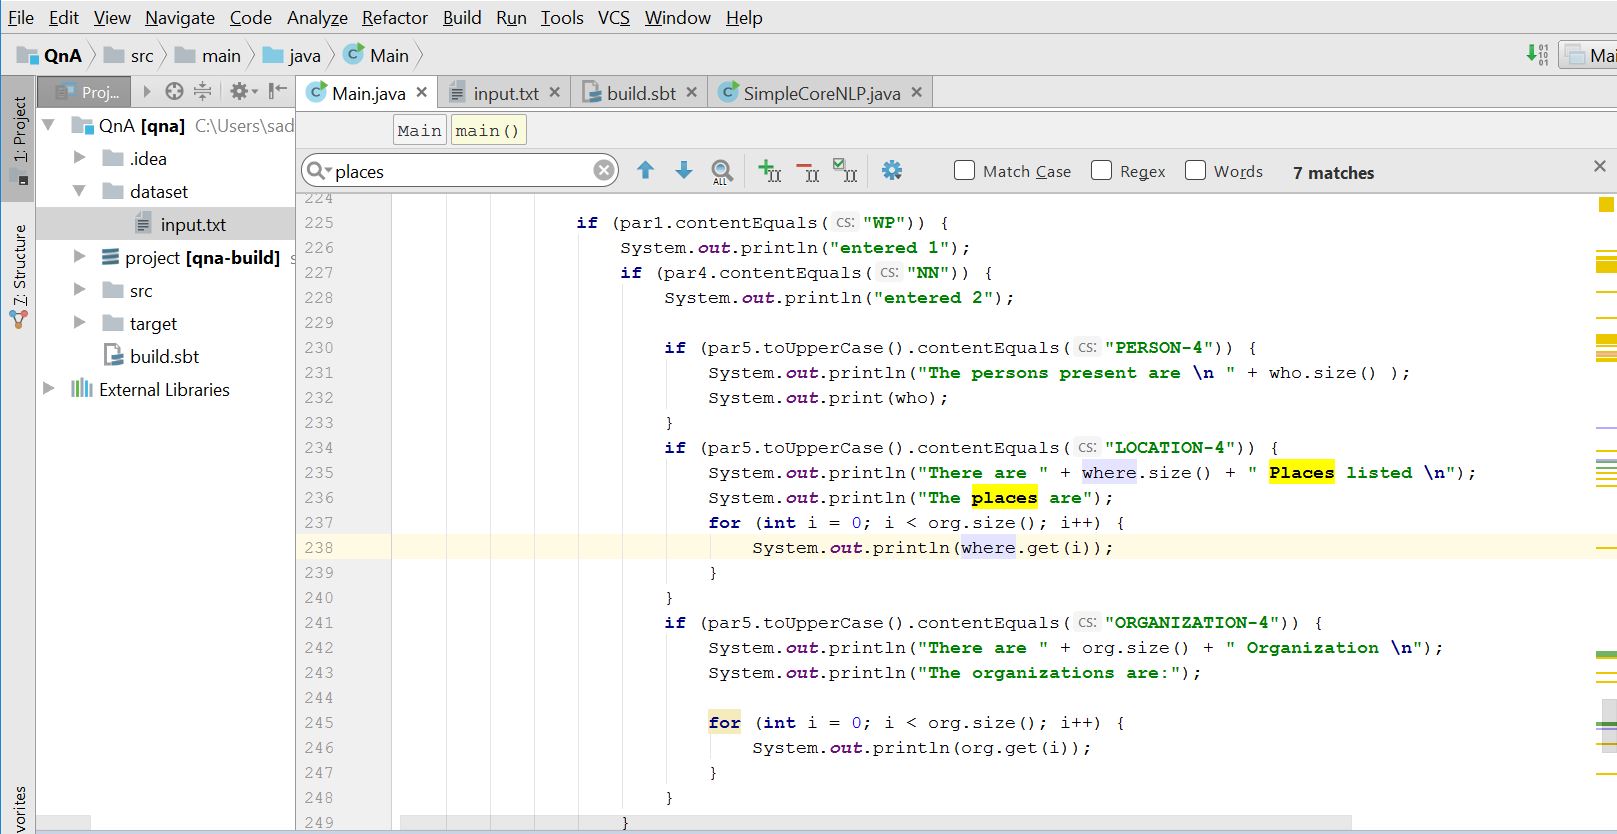 File Edit View Navigate Code Analyze Refactor Build Run Tools VCS Window Help
QnA src main java Main
Mai
1: Project
7: Structure
vorites
Proj...
QnA [qna] C:\Users\sad
.idea
dataset
input.txt
project [qna-build] s
src
target
build.sbt
External Libraries
Main.java input.txt build.sbt SimpleCoreNLP.java
Main main()
places Match Case Regex Words 7 matches
224
225 if (par1.contentEquals( cs: "WP")) {
226 System.out.println("entered 1");
227 if (par4.contentEquals( cs: "NN")) {
228 System.out.println("entered 2");
229
230 if (par5.toUpperCase().contentEquals( cs: "PERSON-4")) {
231 System.out.println("The persons present are \n " + who.size() );
232 System.out.print(who);
233 }
234 if (par5.toUpperCase().contentEquals( cs: "LOCATION-4")) {
235 System.out.println("There are " + where.size() + " Places listed \n");
236 System.out.println("The places are");
237 for (int i = 0; i < org.size(); i++) {
238 System.out.println(where.get(i));
239 }
240 }
241 if (par5.toUpperCase().contentEquals( cs: "ORGANIZATION-4")) {
242 System.out.println("There are " + org.size() + " Organization \n");
243 System.out.println("The organizations are:");
244
245 for (int i = 0; i < org.size(); i++) {
246 System.out.println(org.get(i));
247 }
248 }
249 }